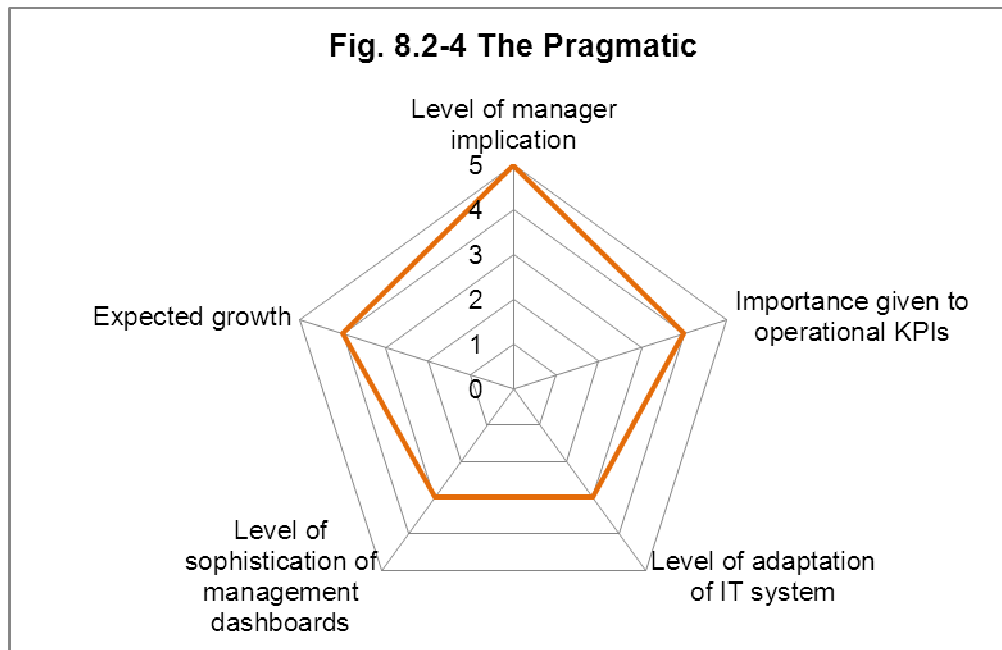 Fig. 8.2-4 The Pragmatic
Level of manager
implication
5
4
3
2
1
0
Importance given to
operational KPIs
Level of adaptation
of IT system
Level of
sophistication of
management
dashboards
Expected growth